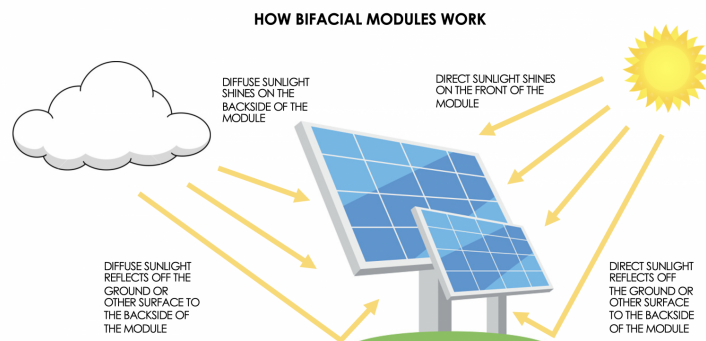 HOW BIFACIAL MODULES WORK
DIFFUSE SUNLIGHT
SHINES ON THE
BACKSIDE OF THE
MODULE
DIRECT SUNLIGHT SHINES
ON THE FRONT OF THE
MODULE
DIFFUSE SUNLIGHT
REFLECTS OFF THE
GROUND OR
OTHER SURFACE TO
THE BACKSIDE OF
THE MODULE
DIRECT SUNLIGHT
REFLECTS OFF
THE GROUND OR
OTHER SURFACE
TO THE BACKSIDE
OF THE MODULE